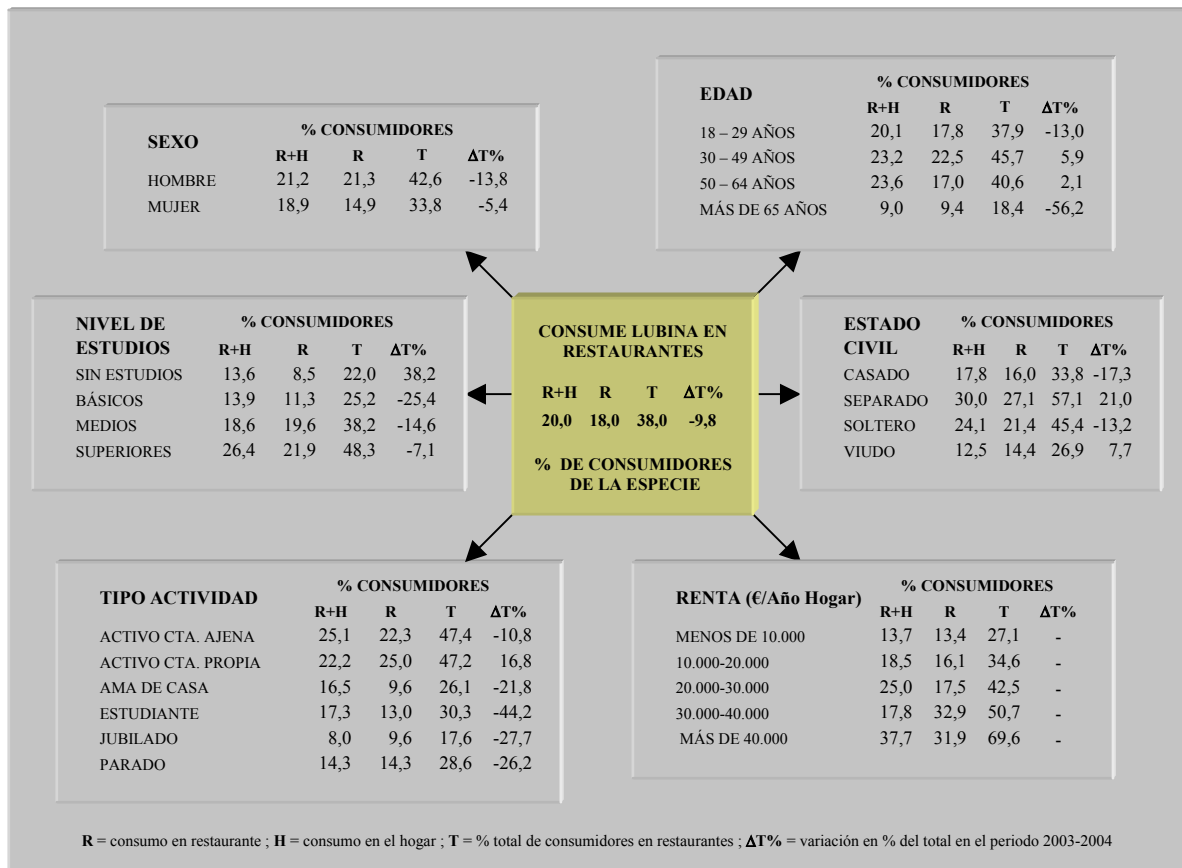 SEXO % CONSUMIDORES
R+H R T ΔT%
HOMBRE 21,2 21,3 42,6 -13,8
MUJER 18,9 14,9 33,8 -5,4
EDAD % CONSUMIDORES
R+H R T ΔT%
18 – 29 AÑOS 20,1 17,8 37,9 -13,0
30 – 49 AÑOS 23,2 22,5 45,7 5,9
50 – 64 AÑOS 23,6 17,0 40,6 2,1
MÁS DE 65 AÑOS 9,0 9,4 18,4 -56,2
NIVEL DE % CONSUMIDORES
ESTUDIOS R+H R T ΔT%
SIN ESTUDIOS 13,6 8,5 22,0 38,2
BÁSICOS 13,9 11,3 25,2 -25,4
MEDIOS 18,6 19,6 38,2 -14,6
SUPERIORES 26,4 21,9 48,3 -7,1
CONSUME LUBINA EN
RESTAURANTES
R+H R T ΔT%
20,0 18,0 38,0 -9,8
% DE CONSUMIDORES
DE LA ESPECIE
ESTADO % CONSUMIDORES
CIVIL R+H R T ΔT%
CASADO 17,8 16,0 33,8 -17,3
SEPARADO 30,0 27,1 57,1 21,0
SOLTERO 24,1 21,4 45,4 -13,2
VIUDO 12,5 14,4 26,9 7,7
TIPO ACTIVIDAD % CONSUMIDORES
R+H R T ΔT%
ACTIVO CTA. AJENA 25,1 22,3 47,4 -10,8
ACTIVO CTA. PROPIA 22,2 25,0 47,2 16,8
AMA DE CASA 16,5 9,6 26,1 -21,8
ESTUDIANTE 17,3 13,0 30,3 -44,2
JUBILADO 8,0 9,6 17,6 -27,7
PARADO 14,3 14,3 28,6 -26,2
RENTA (€/Año Hogar) % CONSUMIDORES
R+H R T ΔT%
MENOS DE 10.000 13,7 13,4 27,1 -
10.000-20.000 18,5 16,1 34,6 -
20.000-30.000 25,0 17,5 42,5 -
30.000-40.000 17,8 32,9 50,7 -
MÁS DE 40.000 37,7 31,9 69,6 -
R = consumo en restaurante ; H = consumo en el hogar ; T = % total de consumidores en restaurantes ; ΔT% = variación en % del total en el periodo 2003-2004